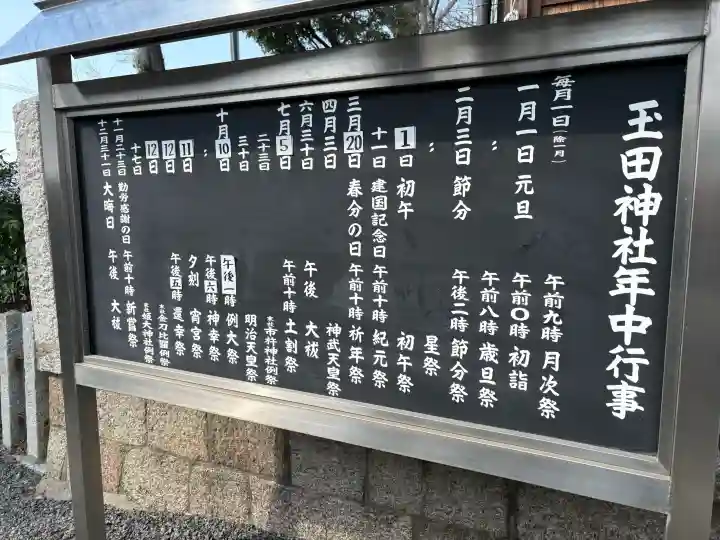 玉田神社年中行事
毎月一日(除一月) 午前九時 月次祭
一月一日 元旦 午前〇時 初詣
〃 午前八時 歳旦祭
二月三日 節分 午後二時 節分祭
〃 星祭
1日 初午 初午祭
十一日 建国記念日 午前十時 紀元祭
三月20日 春分の日 午前十時 祈年祭
四月三日 神武天皇祭
六月三十日 午後 大祓
七月5日 午前十時 土割祭
二十三日 末社 市杵神社例祭
三十日 明治天皇祭
十月10日 午後一時 例大祭
〃 午後六時 神幸祭
11日 夕刻 宵宮祭
12日 午後五時 還幸祭
12日 末社 金刀比羅例祭
十七日 末社 姫大神社例祭
十一月二十三日 勤労感謝の日 午前十時 新嘗祭
十二月三十一日 大晦日 午後 大祓